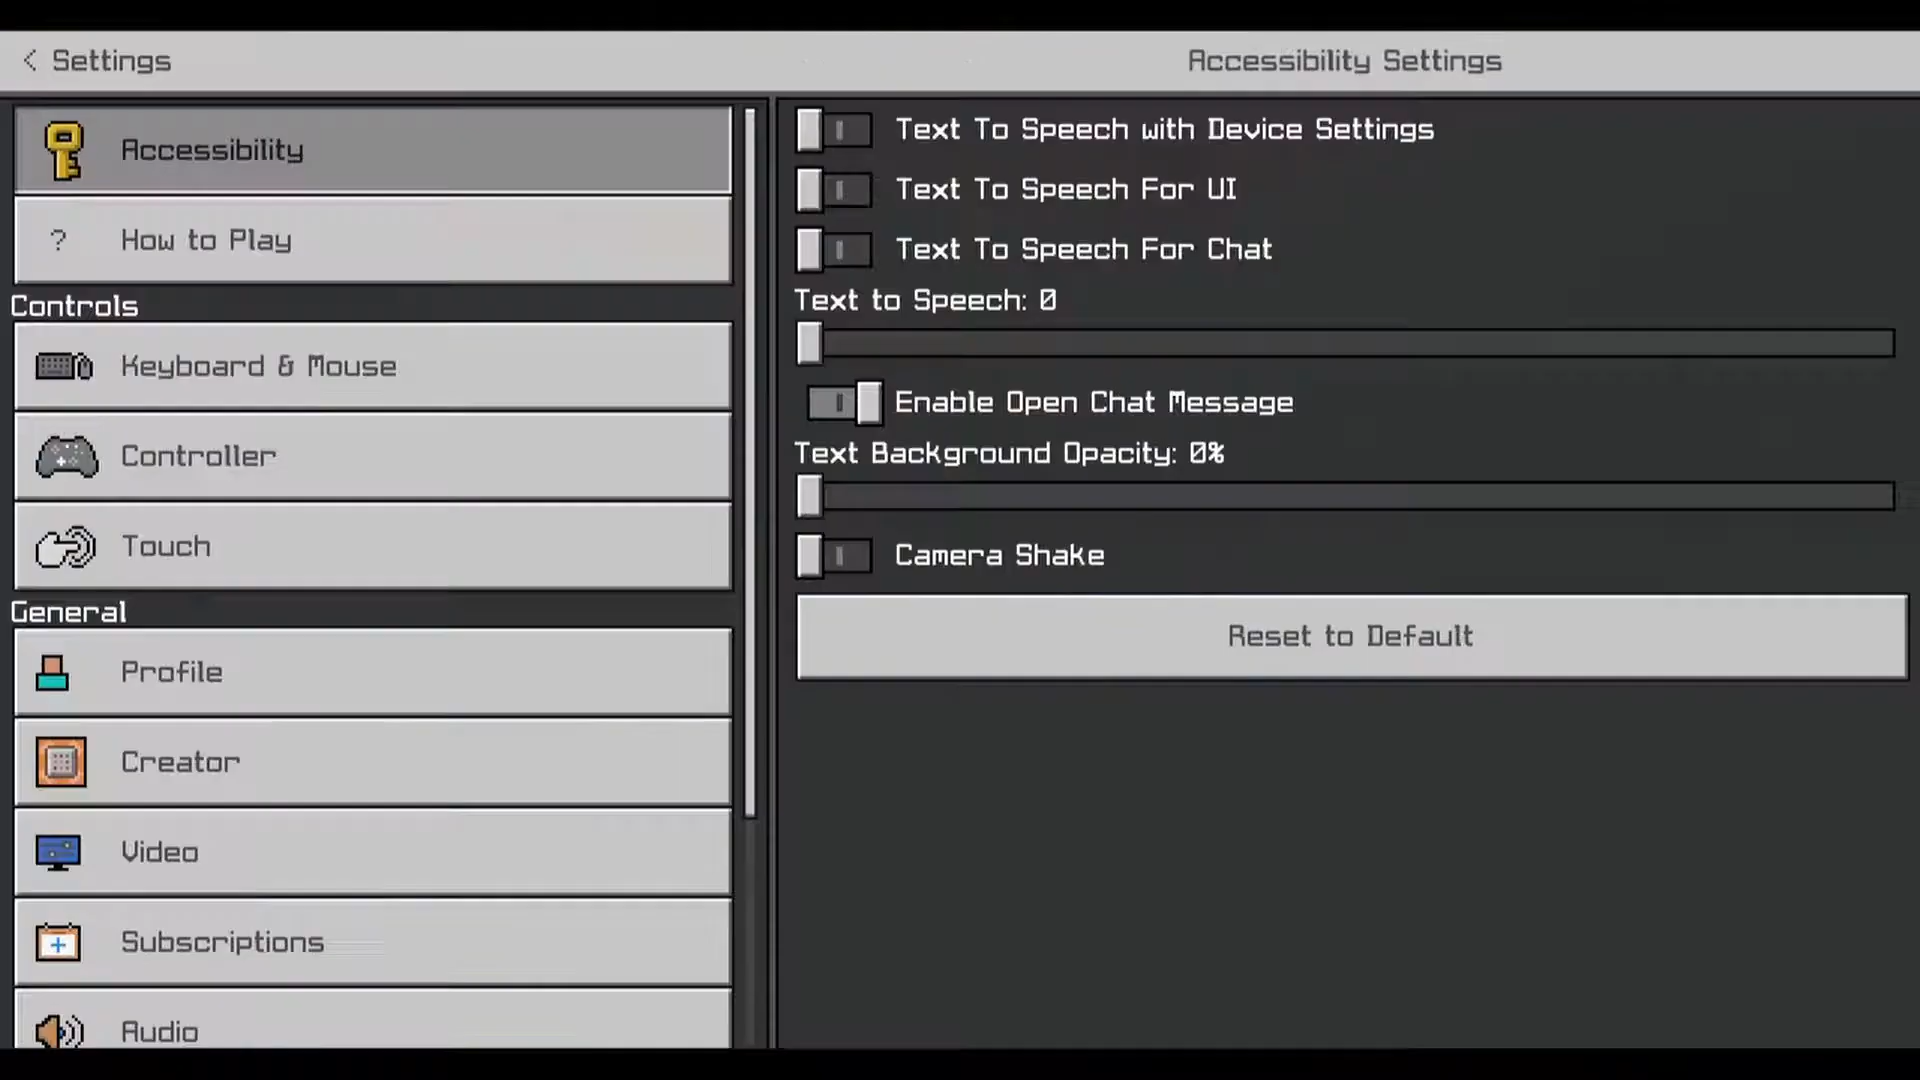 < Settings
Accessibility Settings
Accessibility
? How to Play
Controls
Keyboard & Mouse
Controller
Touch
General
Profile
Creator
Video
Subscriptions
Audio
Text To Speech with Device Settings
Text To Speech For UI
Text To Speech For Chat
Text to Speech: 0
Enable Open Chat Message
Text Background Opacity: 0%
Camera Shake
Reset to Default